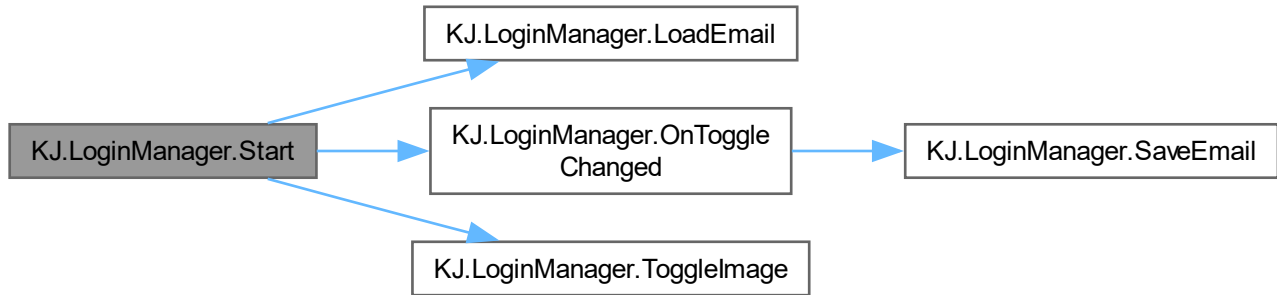 KJ.LoginManager.LoadEmail
KJ.LoginManager.Start
KJ.LoginManager.OnToggle
Changed
KJ.LoginManager.SaveEmail
KJ.LoginManager.ToggleImage